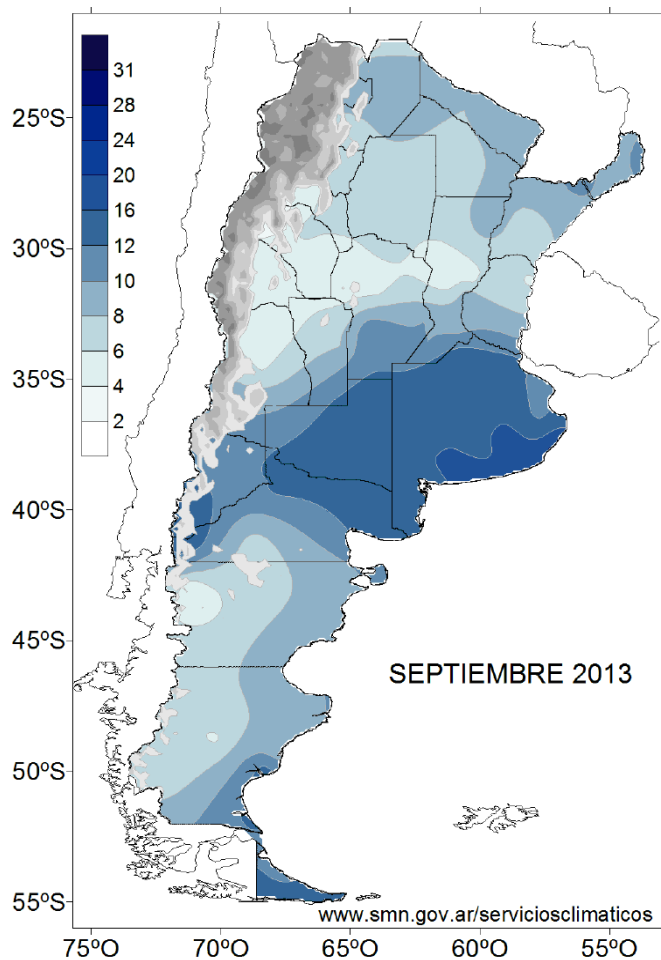 31
28
24
20
16
12
10
8
6
4
2
25ºS
30ºS
35ºS
40ºS
45ºS
50ºS
55ºS
SEPTIEMBRE 2013
www.smn.gov.ar/serviciosclimaticos
75ºO 70ºO 65ºO 60ºO 55ºO